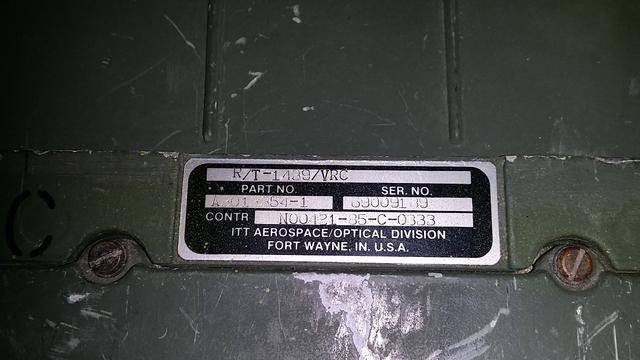 R/T-1439/VRC
PART NO. SER. NO.
CONTR N00421-85-C-0333
ITT AEROSPACE/OPTICAL DIVISION
FORT WAYNE, IN. U.S.A.